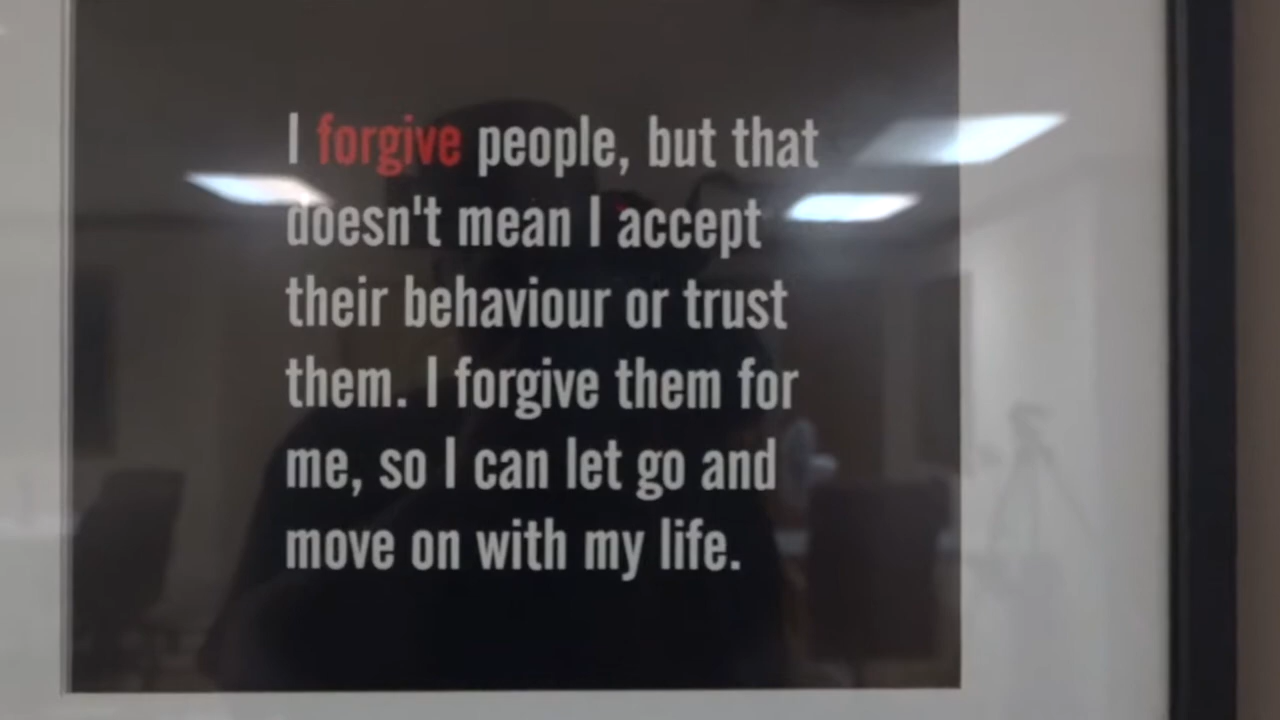 I forgive people, but that
doesn't mean I accept
their behaviour or trust
them. I forgive them for
me, so I can let go and
move on with my life.